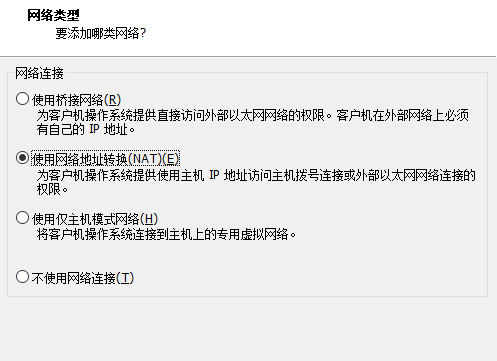 网络类型
要添加哪类网络?
网络连接
使用桥接网络(R)
为客户机操作系统提供直接访问外部以太网网络的权限。客户机在外部网络上必须
有自己的 IP 地址。
使用网络地址转换(NAT)(E)
为客户机操作系统提供使用主机 IP 地址访问主机拨号连接或外部以太网网络连接的
权限。
使用仅主机模式网络(H)
将客户机操作系统连接到主机上的专用虚拟网络。
不使用网络连接(T)